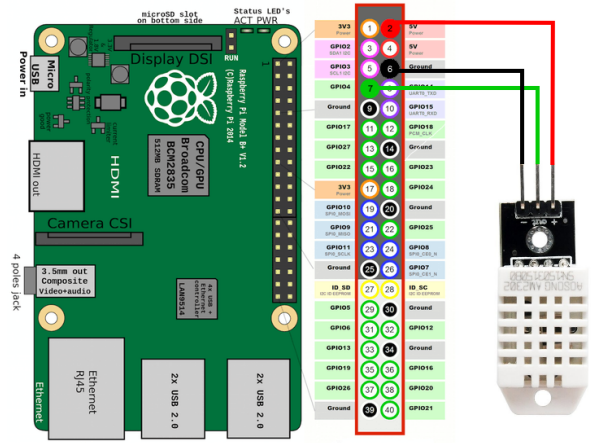 microSD slot
on bottom side
Status LED's
ACT PWR
RUN
Display DSI
Power in
Micro
USB
1
Raspberry Pi Model B+ V1.2
(C)Raspberry Pi 2014
CPU/GPU
Broadcom
BCM2835
512MB SDRAM
HDMI out
HDMI
Camera CSI
4 poles jack
3.5mm out
Composite
Video+audio
4x USB +
Ethernet
controller
LAN9514
Ethernet
Ethernet
RJ45
2x USB 2.0
2x USB 2.0
3V3
Power
1
2
5V
Power
GPIO2
SDA1 I2C
3
4
5V
Power
GPIO3
SCL1 I2C
5
6
Ground
GPIO4
7
8
GPIO14
UART0_TXD
Ground
9
10
GPIO15
UART0_RXD
GPIO17
11
12
GPIO18
PCM_CLK
GPIO27
13
14
Ground
GPIO22
15
16
GPIO23
3V3
Power
17
18
GPIO24
GPIO10
SPI0_MOSI
19
20
Ground
GPIO9
SPI0_MISO
21
22
GPIO25
GPIO11
SPI0_SCLK
23
24
GPIO8
SPI0_CE0_N
Ground
25
26
GPIO7
SPI0_CE1_N
ID_SD
I2C ID EEPROM
27
28
ID_SC
I2C ID EEPROM
GPIO5
29
30
Ground
GPIO6
31
32
GPIO12
GPIO13
33
34
Ground
GPIO19
35
36
GPIO16
GPIO26
37
38
GPIO20
Ground
39
40
GPIO21
+ out -
AOSONG